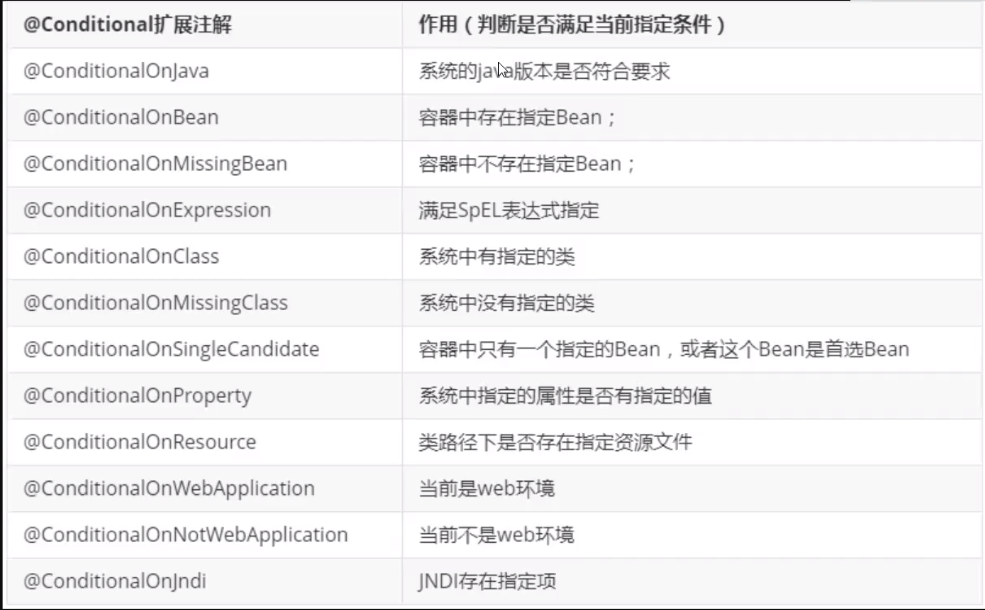 @Conditional扩展注解 作用（判断是否满足当前指定条件）
@ConditionalOnJava 系统的java版本是否符合要求
@ConditionalOnBean 容器中存在指定Bean；
@ConditionalOnMissingBean 容器中不存在指定Bean；
@ConditionalOnExpression 满足SpEL表达式指定
@ConditionalOnClass 系统中有指定的类
@ConditionalOnMissingClass 系统中没有指定的类
@ConditionalOnSingleCandidate 容器中只有一个指定的Bean，或者这个Bean是首选Bean
@ConditionalOnProperty 系统中指定的属性是否有指定的值
@ConditionalOnResource 类路径下是否存在指定资源文件
@ConditionalOnWebApplication 当前是web环境
@ConditionalOnNotWebApplication 当前不是web环境
@ConditionalOnJndi JNDI存在指定项